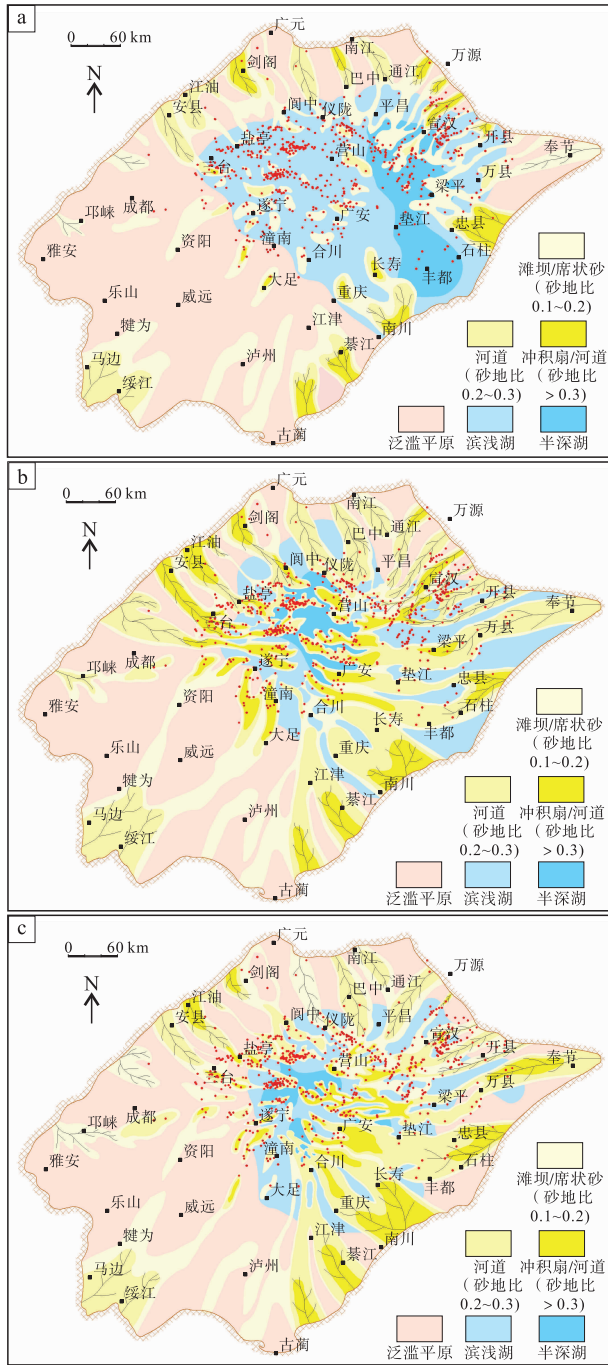 a
0 60 km
N
广元
剑阁
南江
万源
江油
巴中
通江
安县
阆中
仪陇
平昌
宣汉
开县
盐亭
三台
营山
奉节
万县
梁平
成都
遂宁
广安
垫江
忠县
邛崃
资阳
潼南
合川
石柱
雅安
大足
长寿
丰都
乐山
威远
重庆
犍为
江津
南川
马边
泸州
綦江
绥江
古蔺
滩坝/席状砂
(砂地比
0.1~0.2)
河道
(砂地比
0.2~0.3)
冲积扇/河道
(砂地比
>0.3)
泛滥平原
滨浅湖
半深湖
b
0 60 km
N
广元
剑阁
南江
万源
江油
巴中
通江
安县
阆中
仪陇
平昌
宣汉
开县
盐亭
三台
营山
奉节
万县
梁平
成都
遂宁
广安
垫江
忠县
邛崃
资阳
潼南
合川
石柱
雅安
大足
长寿
丰都
乐山
威远
重庆
犍为
江津
南川
马边
泸州
綦江
绥江
古蔺
滩坝/席状砂
(砂地比
0.1~0.2)
河道
(砂地比
0.2~0.3)
冲积扇/河道
(砂地比
>0.3)
泛滥平原
滨浅湖
半深湖
c
0 60 km
N
广元
剑阁
南江
万源
江油
巴中
通江
安县
阆中
仪陇
平昌
宣汉
开县
盐亭
三台
营山
奉节
万县
梁平
成都
遂宁
广安
垫江
忠县
邛崃
资阳
潼南
合川
石柱
雅安
大足
长寿
丰都
乐山
威远
重庆
犍为
江津
南川
马边
泸州
綦江
绥江
古蔺
滩坝/席状砂
(砂地比
0.1~0.2)
河道
(砂地比
0.2~0.3)
冲积扇/河道
(砂地比
>0.3)
泛滥平原
滨浅湖
半深湖